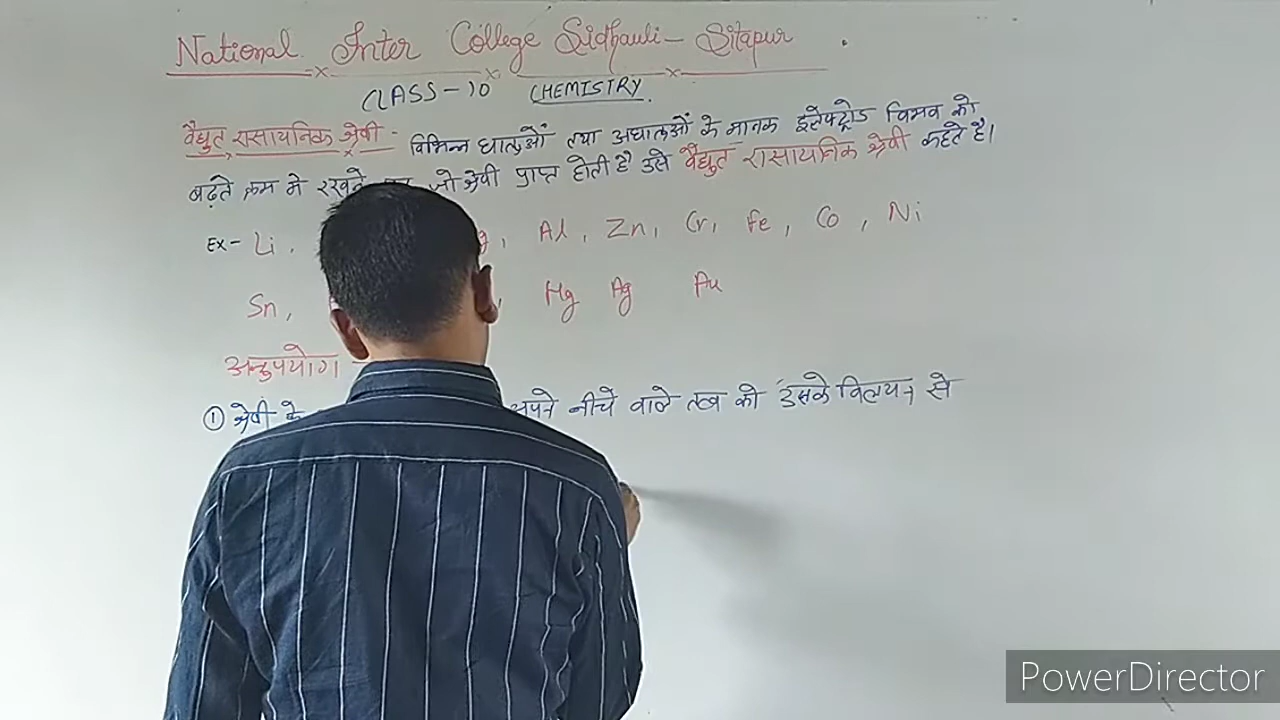 National Inter College Sidhauli - Sitapur
CLASS-10 CHEMISTRY
वैधुत रासायनिक श्रेणी - विभिन्न धातुओं तथा अधातुओं के मानक इलेक्ट्रोड विभव को
बढ़ते क्रम मे रखने जो श्रेणी प्राप्त होती है उसे वैधुत रासायनिक श्रेणी कहते है।
Ex- Li, Al, Zn, Cr, Fe, Co, Ni
Sn, Hg Ag Au
अनुपयोग
① श्रेणी के अपने नीचे वाले तत्व को उसके विलयन से
PowerDirector